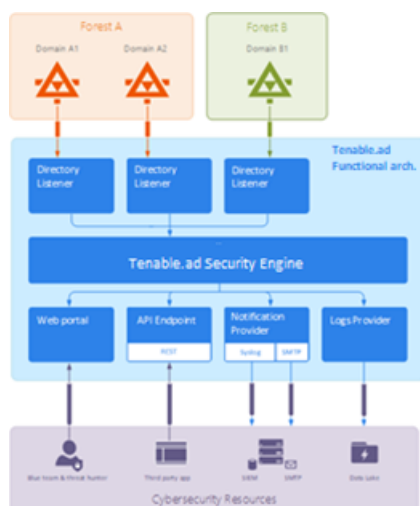 Forest A
Forest B
Domain A1
Domain A2
Domain B1
Tenable.ad
Functional arch.
Directory
Listener
Directory
Listener
Directory
Listener
Tenable.ad Security Engine
Web portal
API Endpoint
Notification
Provider
Logs Provider
REST
Syslog
SMTP
Blue team & threat hunter
Third party app
SIEM
SMTP
Data Lake
Cybersecurity Resources